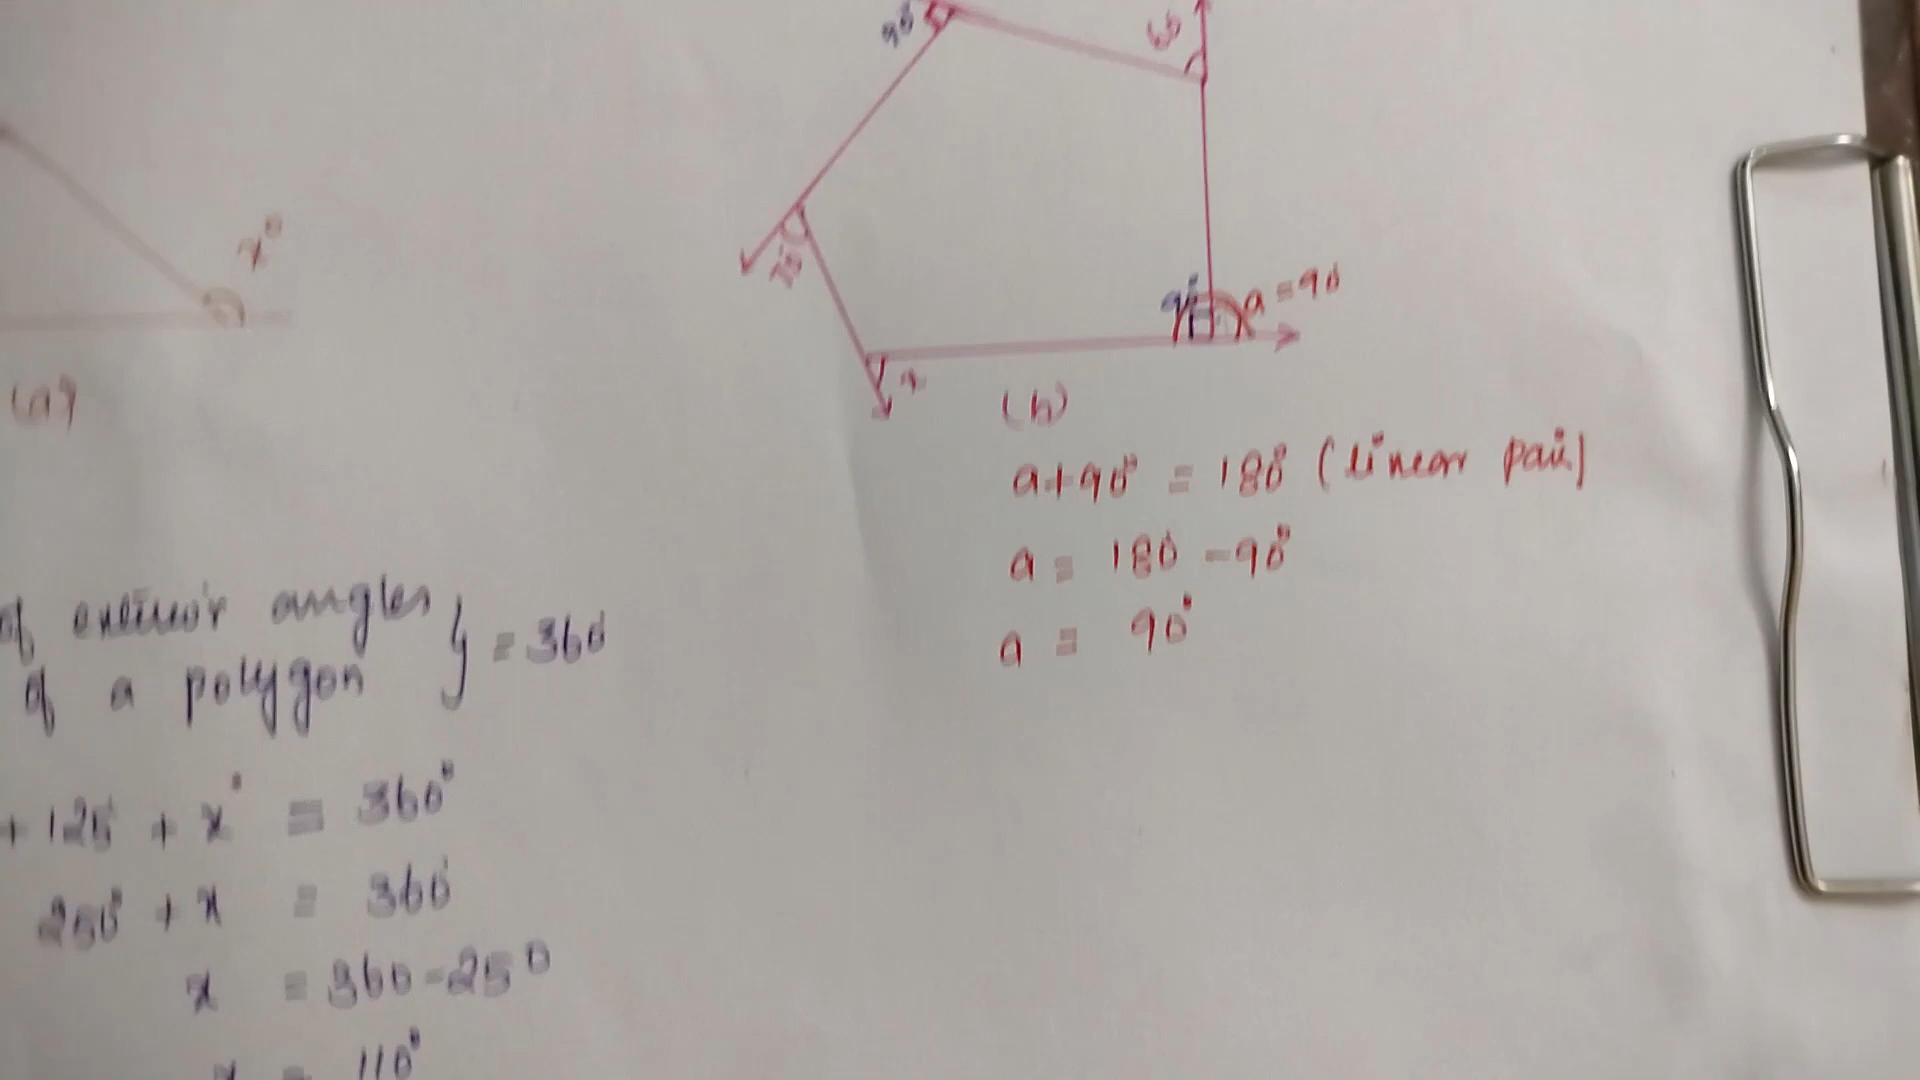 90°
60°
x°
70°
90°
a = 90
x
(a)
(b)
a+90° = 180° (linear pair)
a = 180 - 90°
a = 90°
of exterior angles
of a polygon } = 360°
+ 125° + x° = 360°
250° + x = 360°
x = 360 - 250
x = 110°